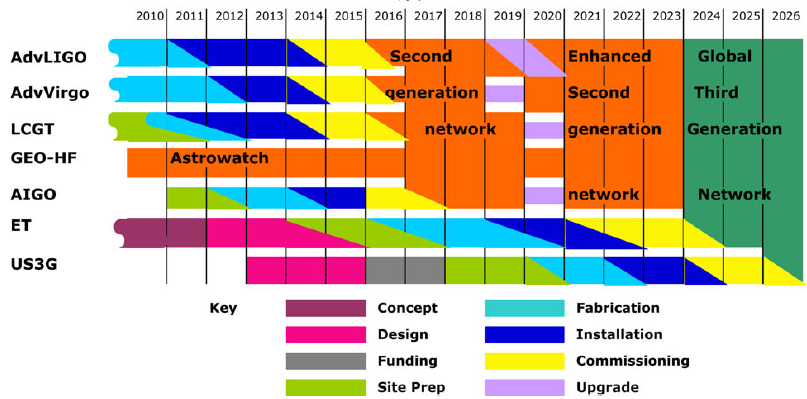 2010 2011 2012 2013 2014 2015 2016 2017 2018 2019 2020 2021 2022 2023 2024 2025 2026
AdvLIGO Second Enhanced Global
AdvVirgo generation Second Third
LCGT network generation Generation
GEO-HF Astrowatch
AIGO network Network
ET
US3G
Key Concept Fabrication
Design Installation
Funding Commissioning
Site Prep Upgrade